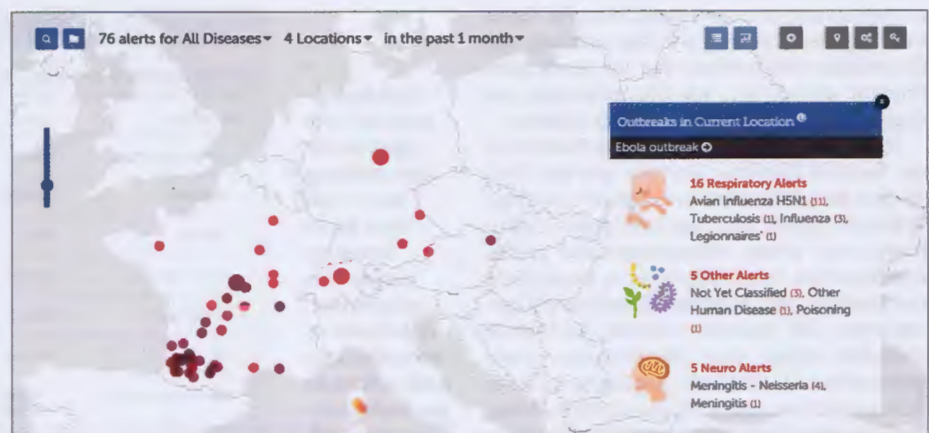 76 alerts for All Diseases 4 Locations in the past 1 month
Outbreaks in Current Location
Ebola outbreak
16 Respiratory Alerts
Avian Influenza H5N1 (11),
Tuberculosis (1), Influenza (3),
Legionnaires' (1)
5 Other Alerts
Not Yet Classified (3), Other
Human Disease (1), Poisoning
(1)
5 Neuro Alerts
Meningitis - Neisseria (4),
Meningitis (1)